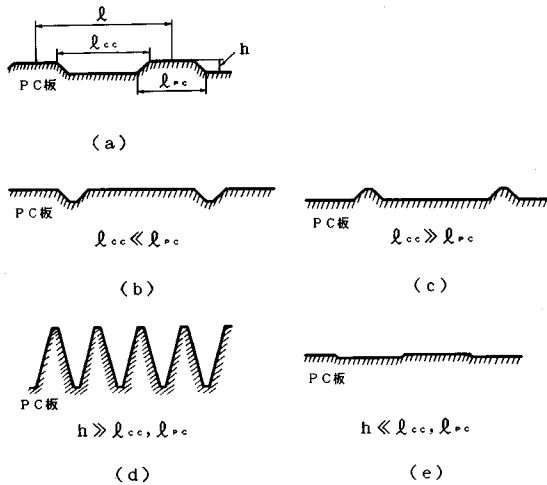 ℓ
ℓcc
h
PC板
ℓpc
(a)
PC板
ℓcc≪ℓpc
(b)
PC板
ℓcc≫ℓpc
(c)
PC板
h≫ℓcc,ℓpc
(d)
PC板
h≪ℓcc,ℓpc
(e)